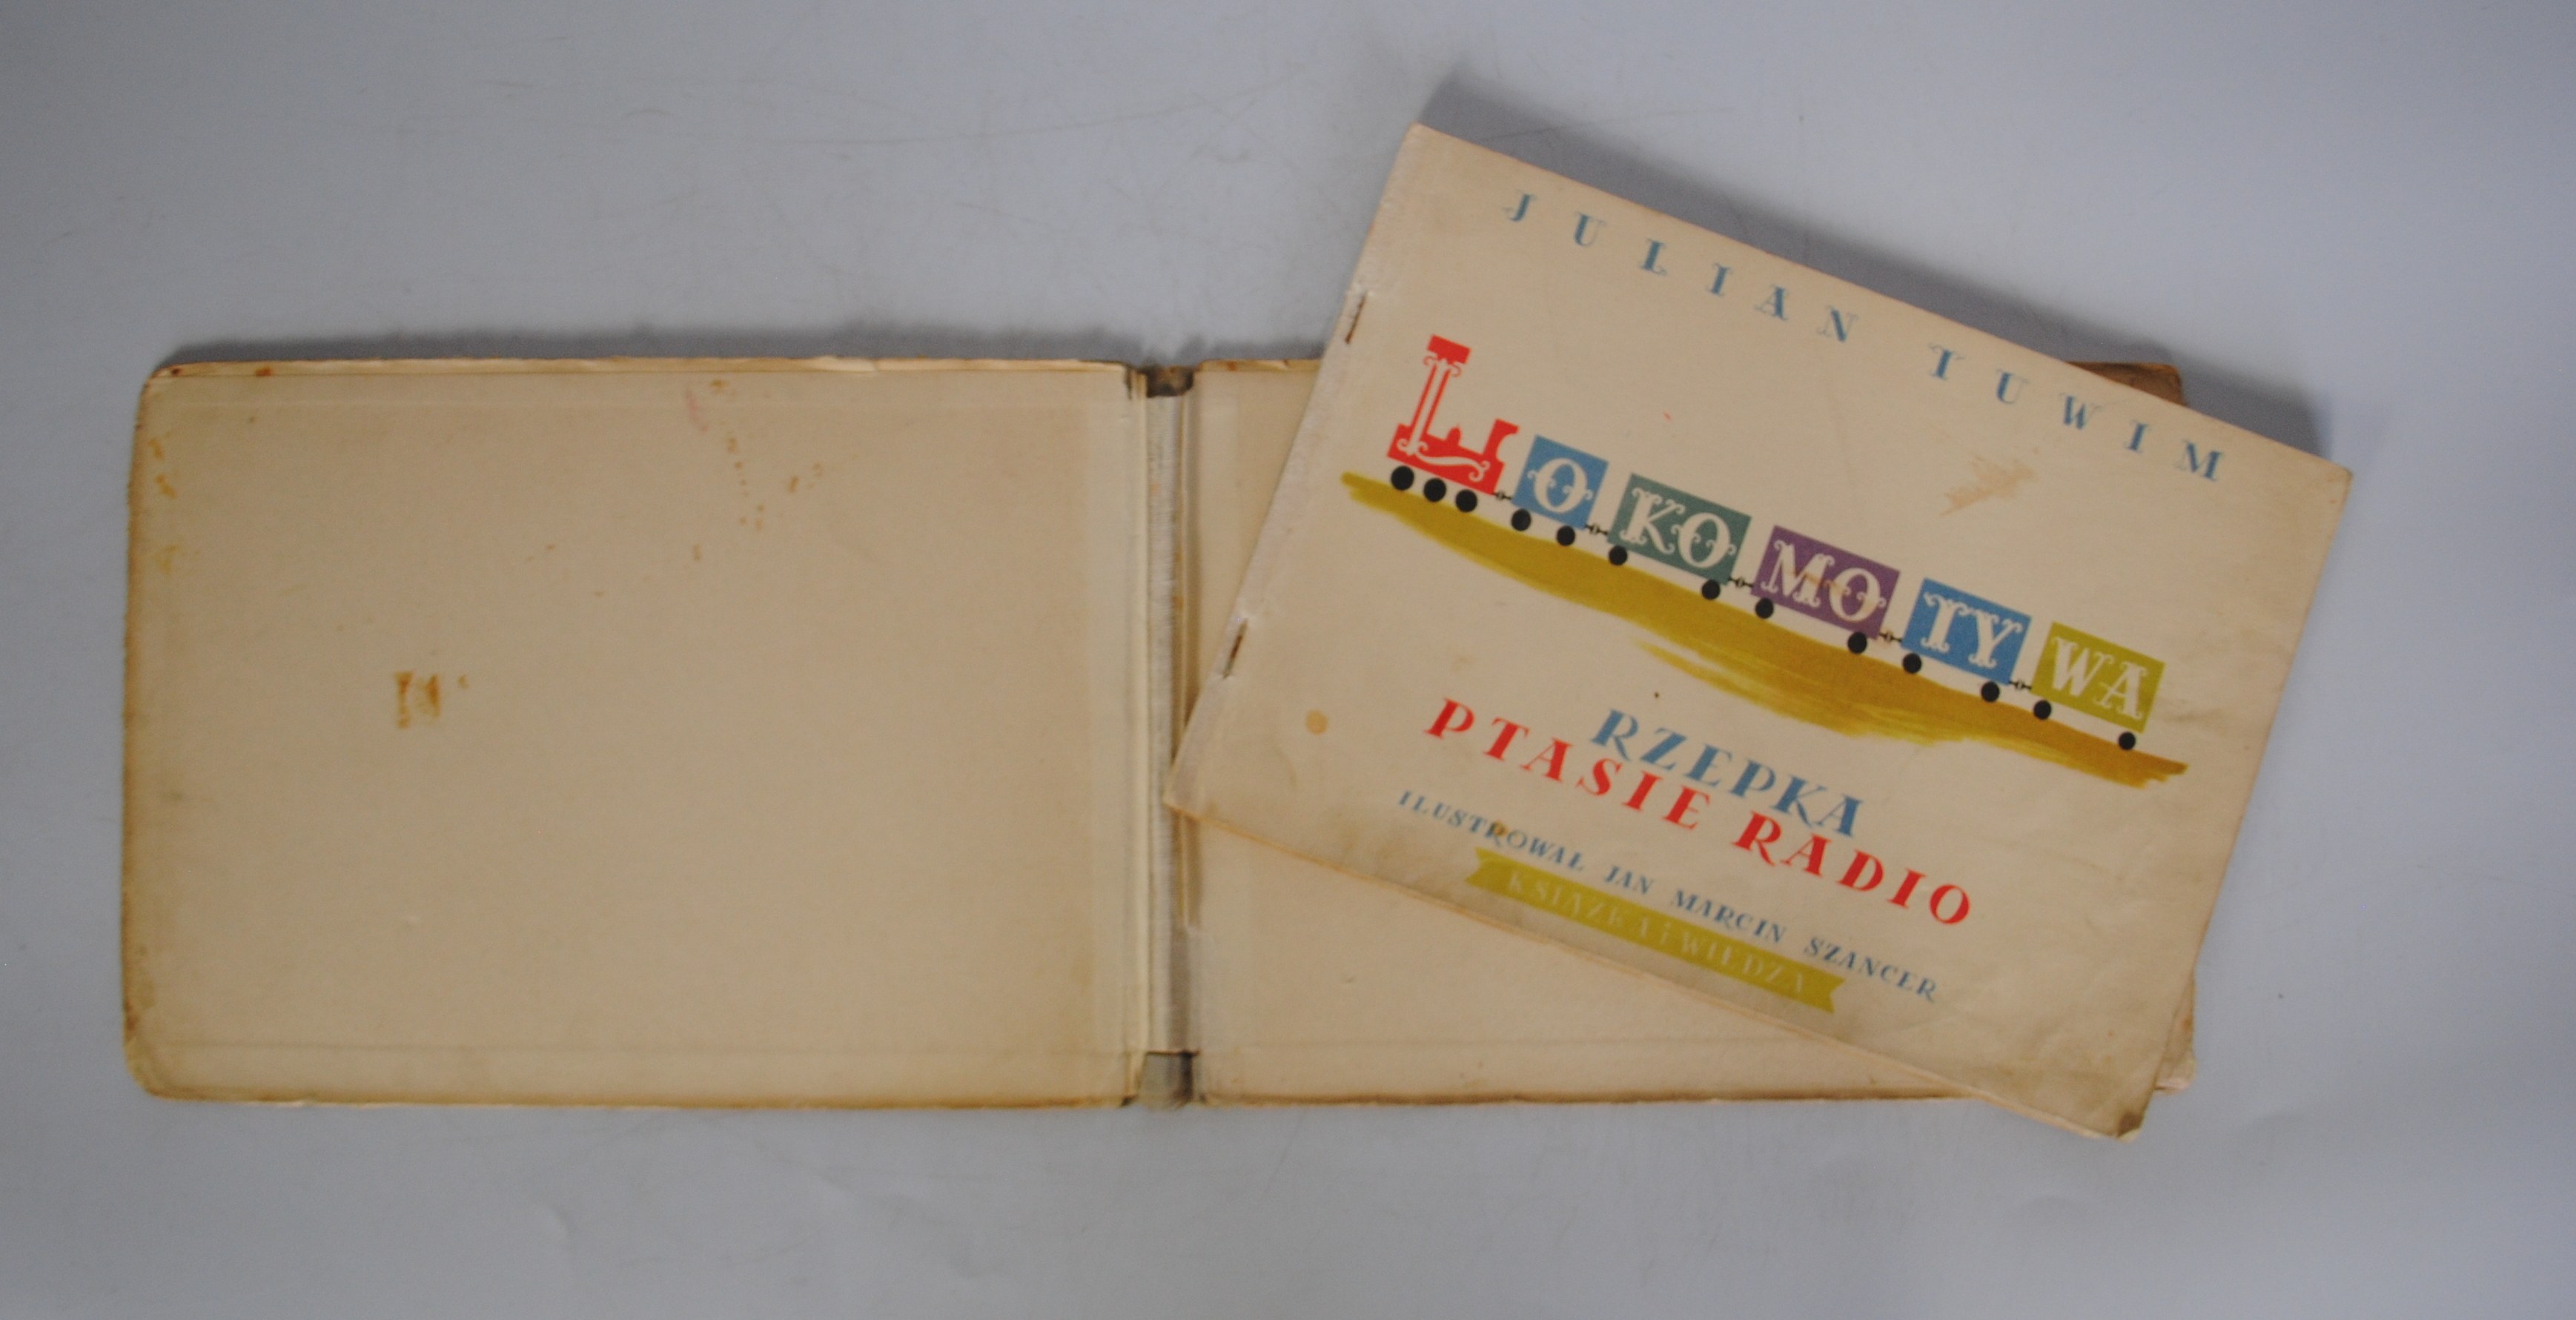 JULIAN TUWIM
LOKOMOTYWA
RZEPKA
PTASIE RADIO
ILUSTROWAŁ JAN MARCIN SZANCER
KSIĄŻKA i WIEDZA